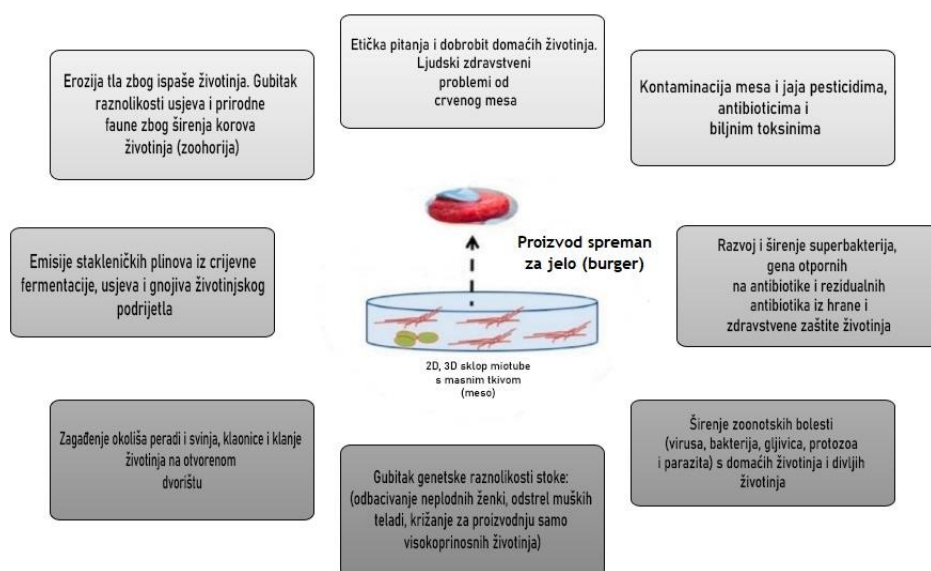 Etička pitanja i dobrobit domaćih životinja.
Ljudski zdravstveni
problemi od
crvenog mesa
Erozija tla zbog ispaše životinja. Gubitak
raznolikosti usjeva i prirodne
faune zbog širenja korova
životinja (zoohorija)
Kontaminacija mesa i jaja pesticidima,
antibioticima i
biljnim toksinima
Emisije stakleničkih plinova iz crijevne
fermentacije, usjeva i gnojiva životinjskog
podrijetla
Proizvod spreman
za jelo (burger)
Razvoj i širenje superbakterija,
gena otpornih
na antibiotike i rezidualnih
antibiotika iz hrane i
zdravstvene zaštite životinja
2D, 3D sklop miotube
s masnim tkivom
(meso)
Zagađenje okoliša peradi i svinja, klaonice i klanje
životinja na otvorenom
dvorištu
Gubitak genetske raznolikosti stoke:
(odbacivanje neplodnih ženki, odstrel muških
teladi, križanje za proizvodnju samo
visokoprinosnih životinja)
Širenje zoonotskih bolesti
(virusa, bakterija, gljivica, protozoa
i parazita) s domaćih životinja i divljih
životinja